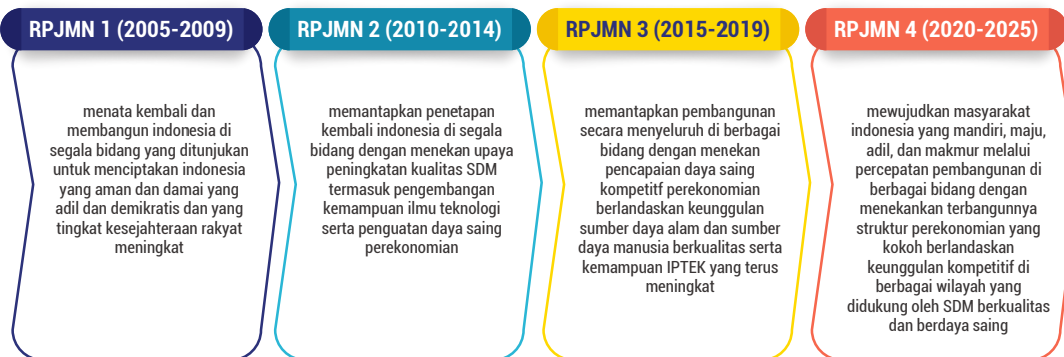 RPJMN 1 (2005-2009)
menata kembali dan
membangun indonesia di
segala bidang yang ditunjukan
untuk menciptakan indonesia
yang aman dan damai yang
adil dan demikratis dan yang
tingkat kesejahteraan rakyat
meningkat
RPJMN 2 (2010-2014)
memantapkan penetapan
kembali indonesia di segala
bidang dengan menekan upaya
peningkatan kualitas SDM
termasuk pengembangan
kemampuan ilmu teknologi
serta penguatan daya saing
perekonomian
RPJMN 3 (2015-2019)
memantapkan pembangunan
secara menyeluruh di berbagai
bidang dengan menekan
pencapaian daya saing
kompetitf perekonomian
berlandaskan keunggulan
sumber daya alam dan sumber
daya manusia berkualitas serta
kemampuan IPTEK yang terus
meningkat
RPJMN 4 (2020-2025)
mewujudkan masyarakat
indonesia yang mandiri, maju,
adil, dan makmur melalui
percepatan pembangunan di
berbagai bidang dengan
menekankan terbangunnya
struktur perekonomian yang
kokoh berlandaskan
keunggulan kompetitif di
berbagai wilayah yang
didukung oleh SDM berkualitas
dan berdaya saing